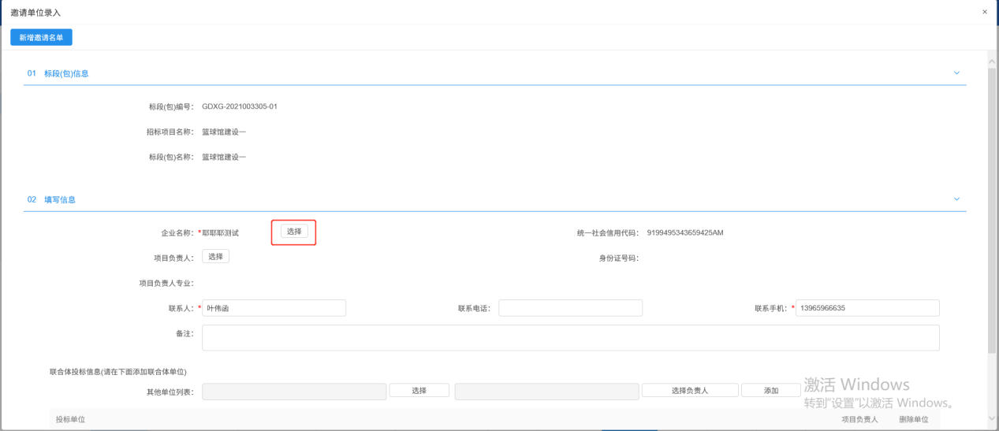 邀请单位录入 ×
新增邀请名单
01 标段(包)信息
标段(包)编号： GDXG-2021003305-01
招标项目名称： 篮球馆建设一
标段(包)名称： 篮球馆建设一
02 填写信息
企业名称：*耶耶耶测试 选择 统一社会信用代码： 9199495343659425AM
项目负责人： 选择 身份证号码：
项目负责人专业：
联系人：* 叶伟函 联系电话： 联系手机：* 13965966635
备注：
联合体投标信息(请在下面添加联合体单位)
其他单位列表： 选择 选择负责人 添加
激活 Windows
转到"设置"以激活 Windows。
投标单位 项目负责人 删除单位